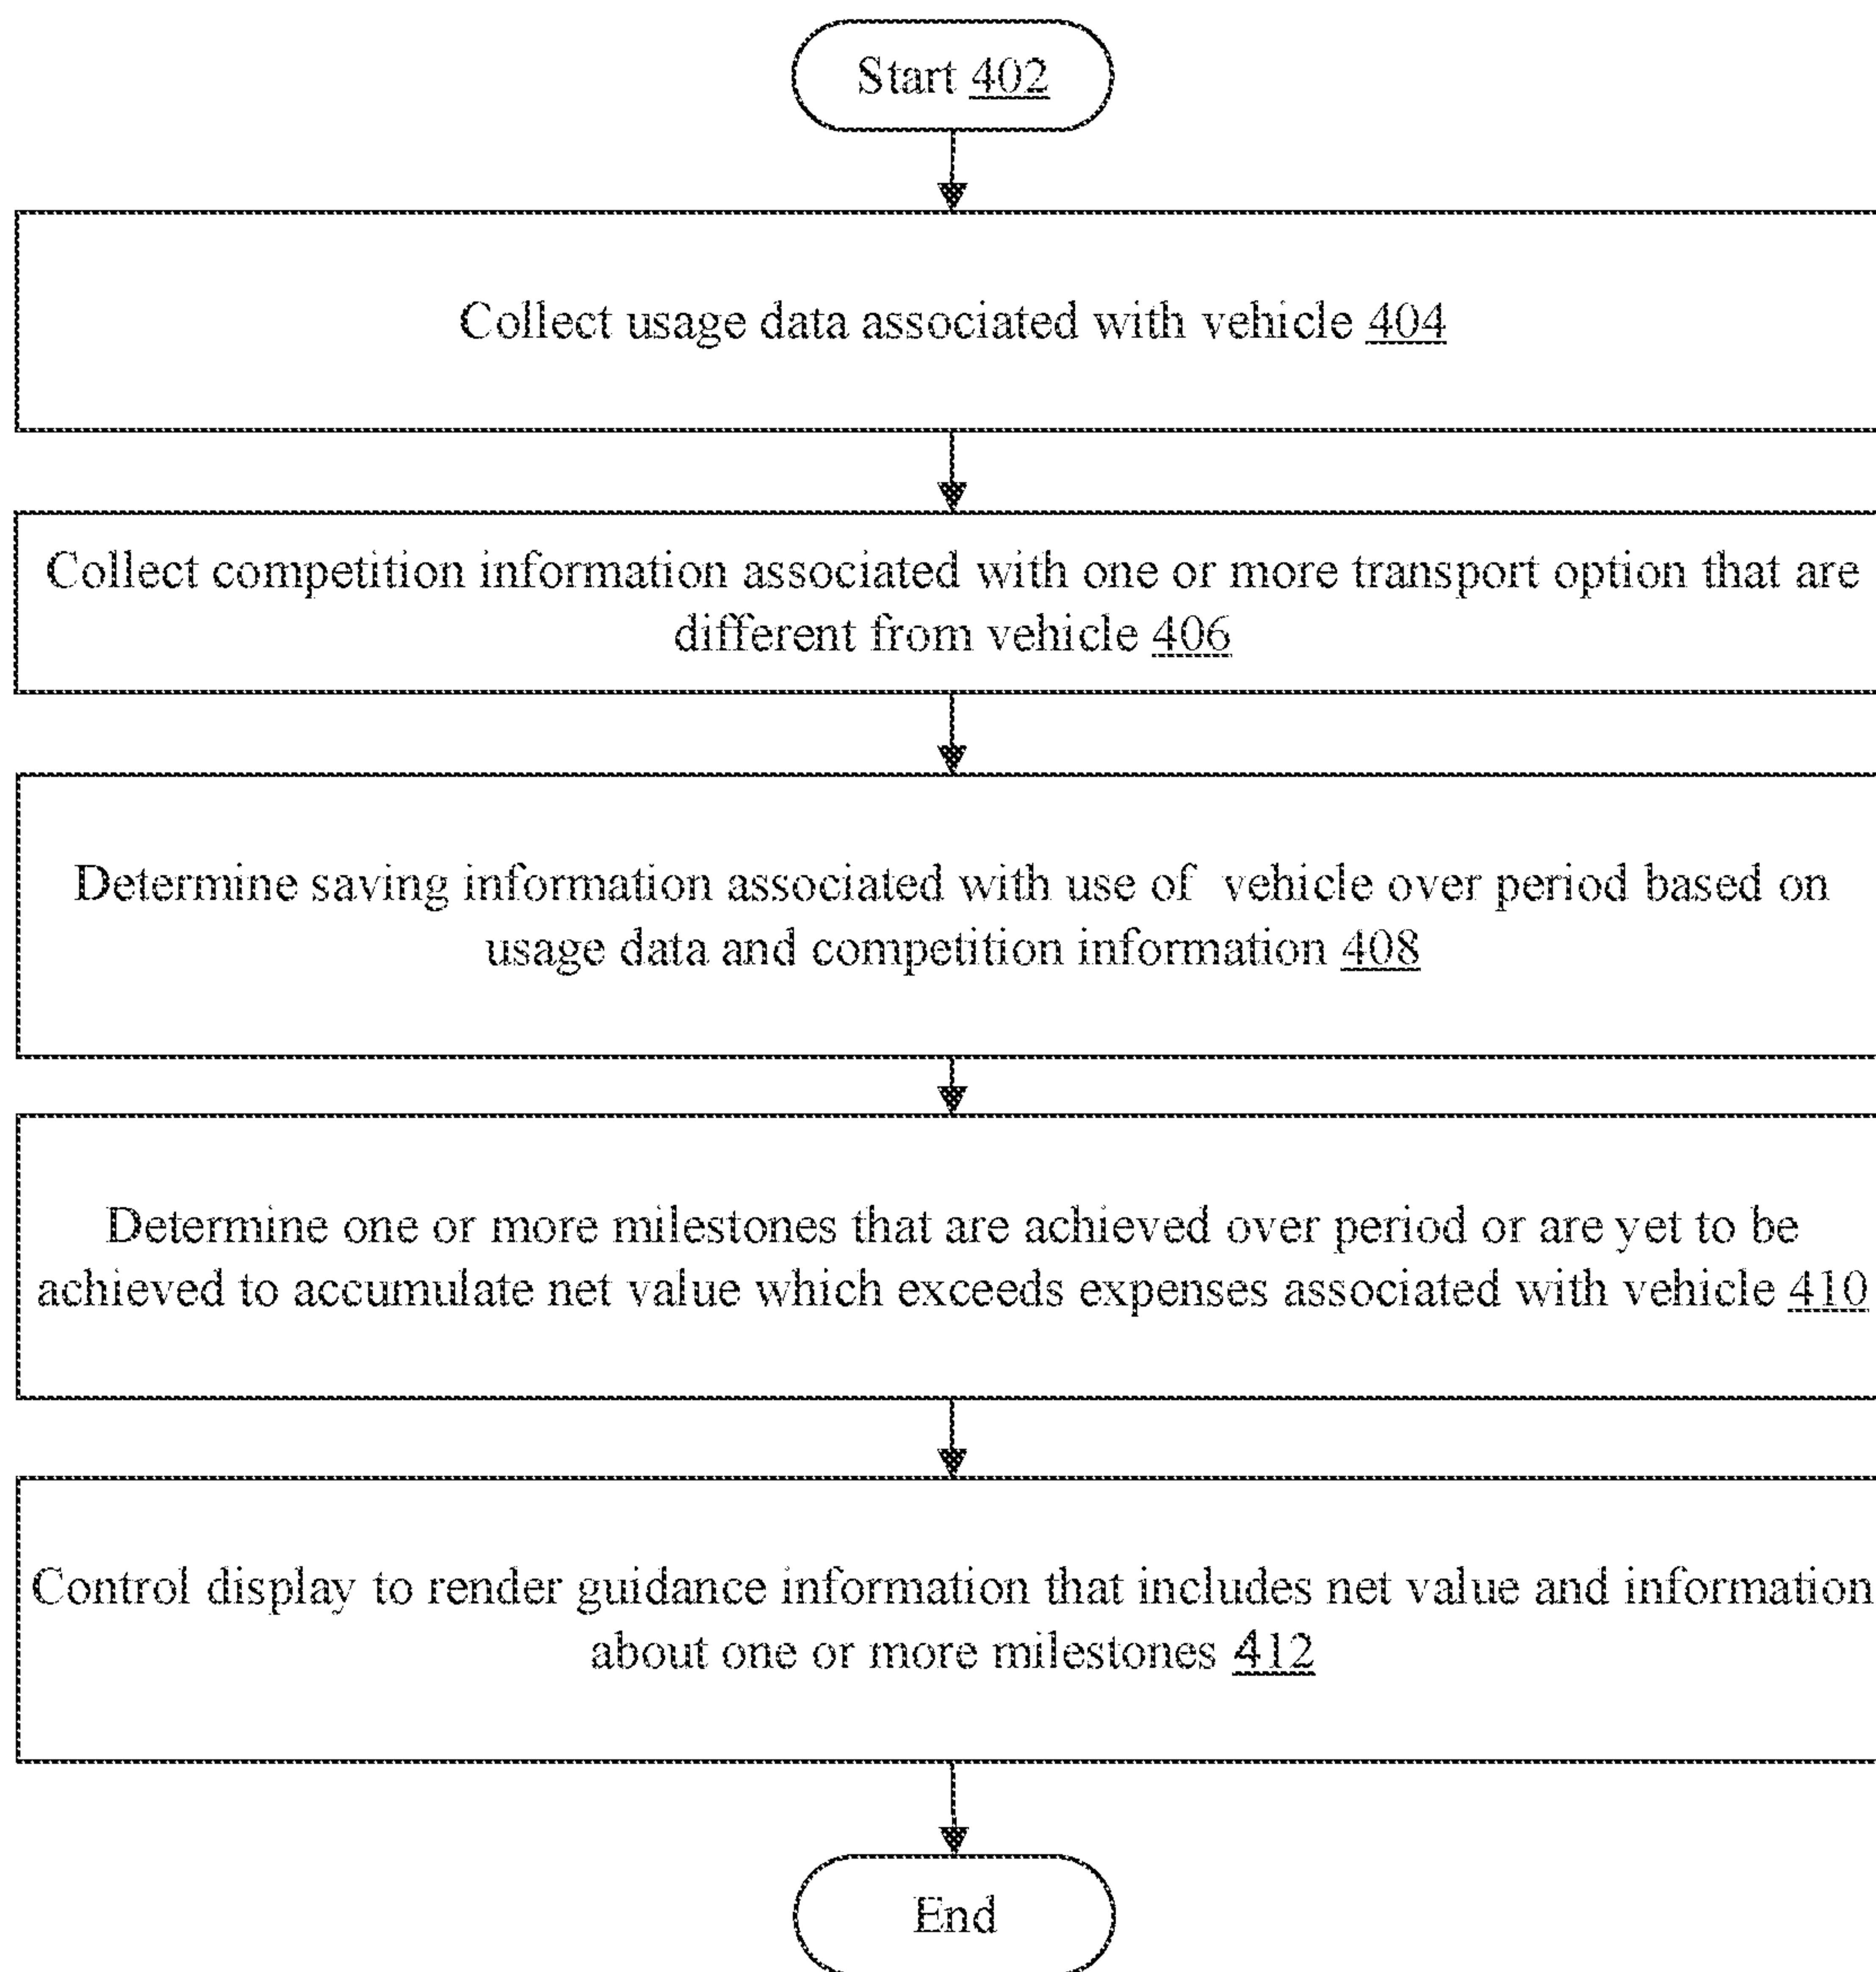 Start 402
Collect usage data associated with vehicle 404
Collect competition information associated with one or more transport option that are
different from vehicle 406
Determine saving information associated with use of vehicle over period based on
usage data and competition information 408
Determine one or more milestones that are achieved over period or are yet to be
achieved to accumulate net value which exceeds expenses associated with vehicle 410
Control display to render guidance information that includes net value and information
about one or more milestones 412
End